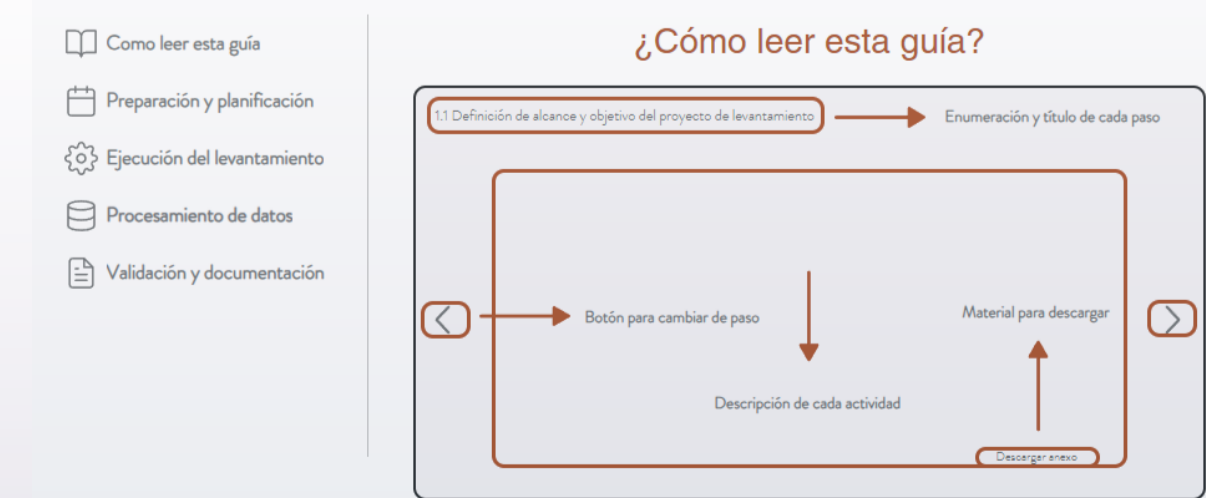 Como leer esta guía
Preparación y planificación
Ejecución del levantamiento
Procesamiento de datos
Validación y documentación
¿Cómo leer esta guía?
1.1 Definición de alcance y objetivo del proyecto de levantamiento
Enumeración y título de cada paso
Botón para cambiar de paso
Material para descargar
Descripción de cada actividad
Descargar anexo